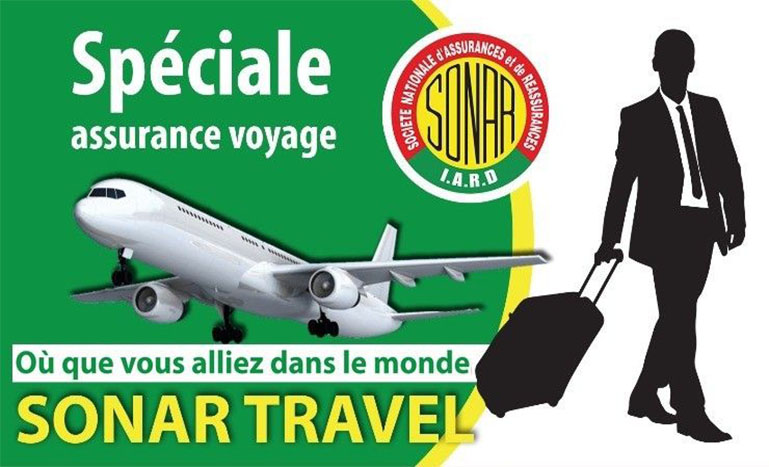 Spéciale
assurance voyage
SOCIETE NATIONALE d'ASSURANCES et de REASSURANCES
SONAR
I.A.R.D
Où que vous alliez dans le monde
SONAR TRAVEL